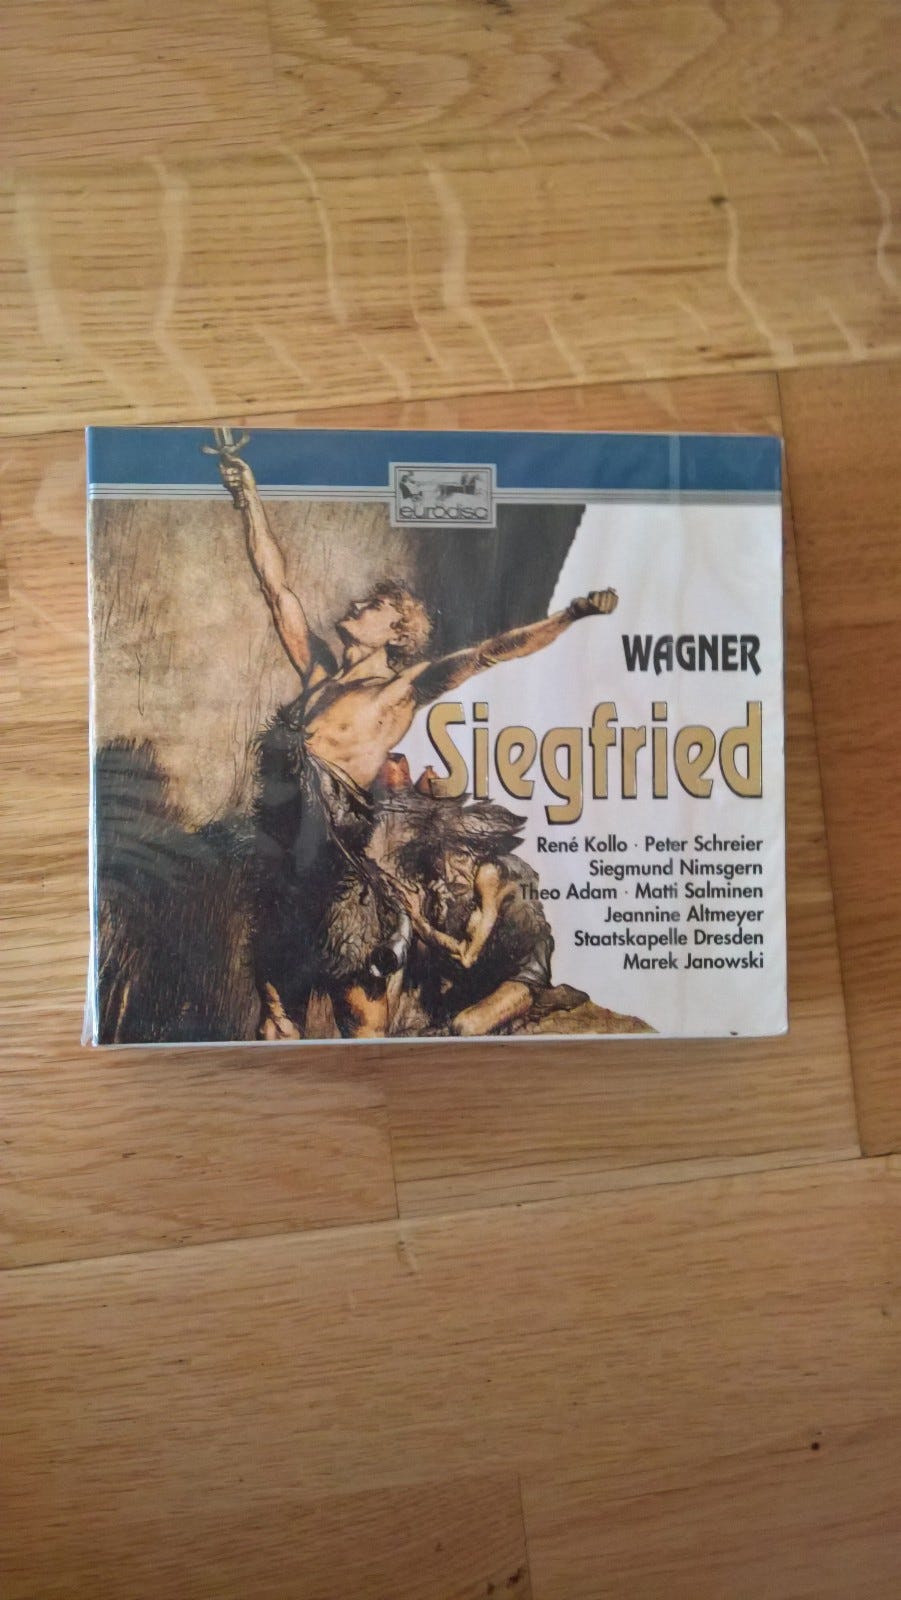 eurodisc
WAGNER
Siegfried
René Kollo · Peter Schreier
Siegmund Nimsgern
Theo Adam · Matti Salminen
Jeannine Altmeyer
Staatskapelle Dresden
Marek Janowski